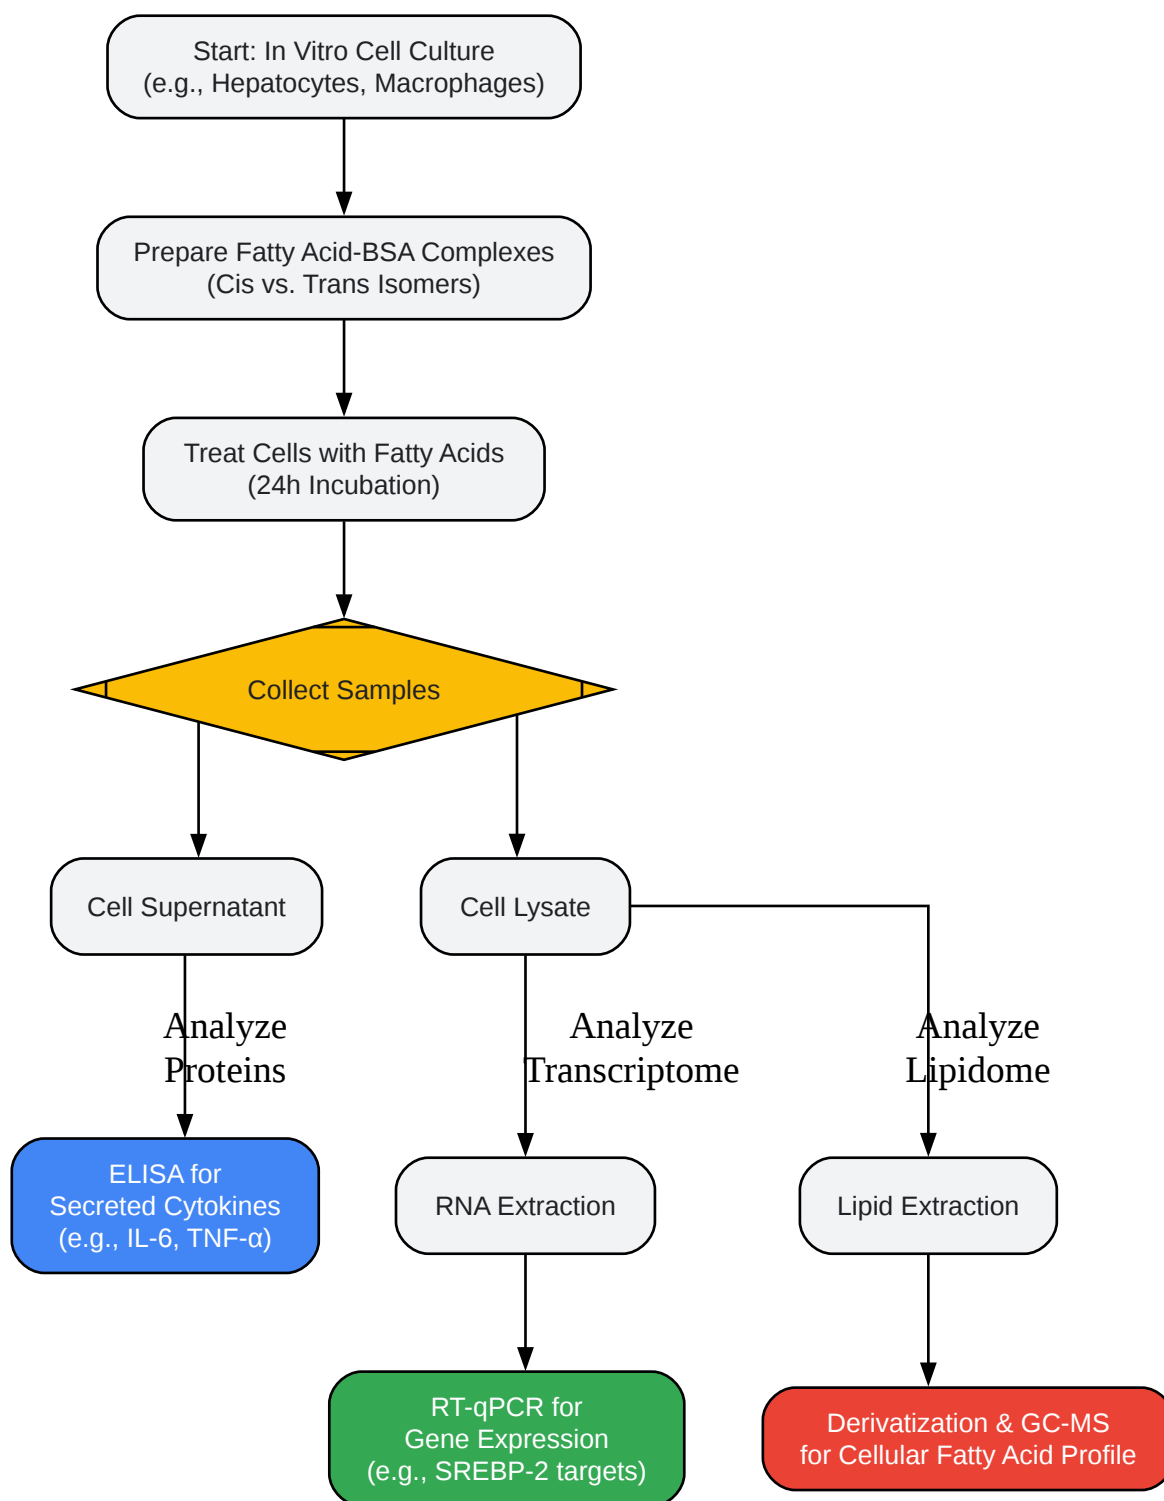 Start: In Vitro Cell Culture
(e.g., Hepatocytes, Macrophages)
Prepare Fatty Acid-BSA Complexes
(Cis vs. Trans Isomers)
Treat Cells with Fatty Acids
(24h Incubation)
Collect Samples
Cell Supernatant
Cell Lysate
Analyze
Proteins
Analyze
Transcriptome
Analyze
Lipidome
ELISA for
Secreted Cytokines
(e.g., IL-6, TNF-α)
RNA Extraction
Lipid Extraction
RT-qPCR for
Gene Expression
(e.g., SREBP-2 targets)
Derivatization & GC-MS
for Cellular Fatty Acid Profile